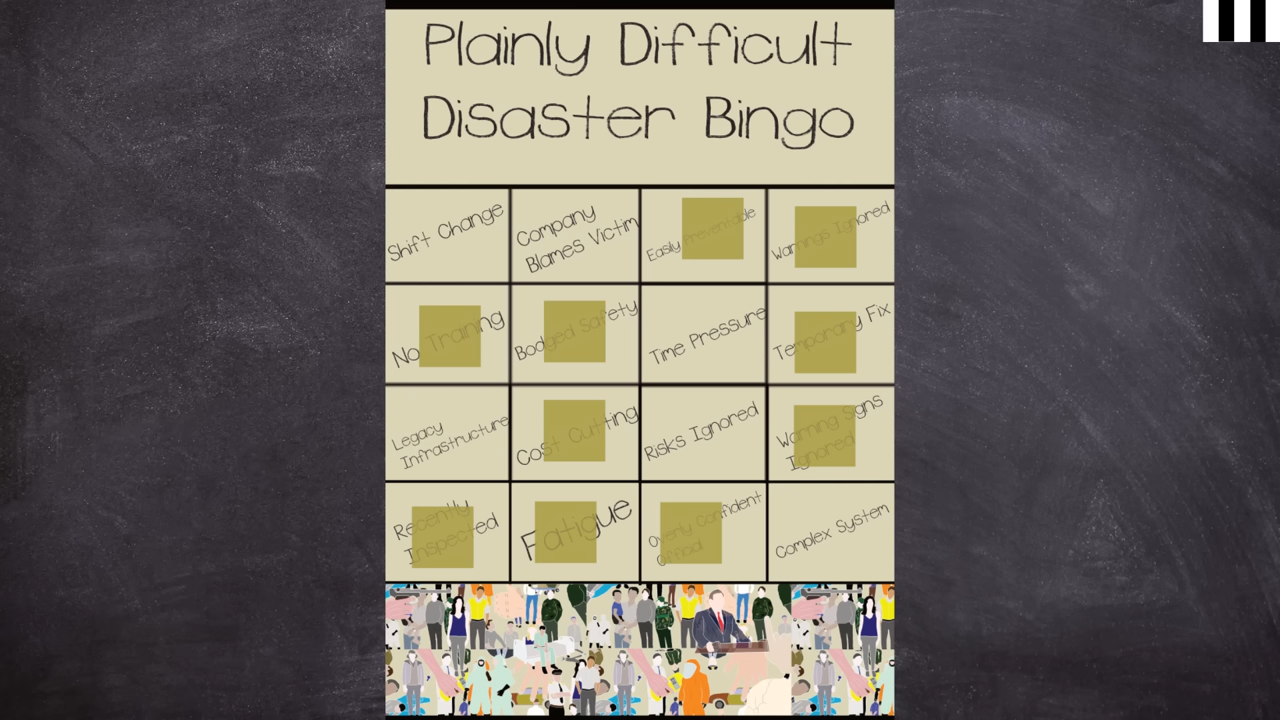 Plainly Difficult
Disaster Bingo
Shift Change
Company
Blames Victim
Easily Preventable
Warnings Ignored
No Training
Bodged Safety
Time Pressure
Temporary Fix
Legacy
Infrastructure
Cost Cutting
Risks Ignored
Warning Signs
Ignored
Recently
Inspected
Fatigue
Overly Confident
Official
Complex System